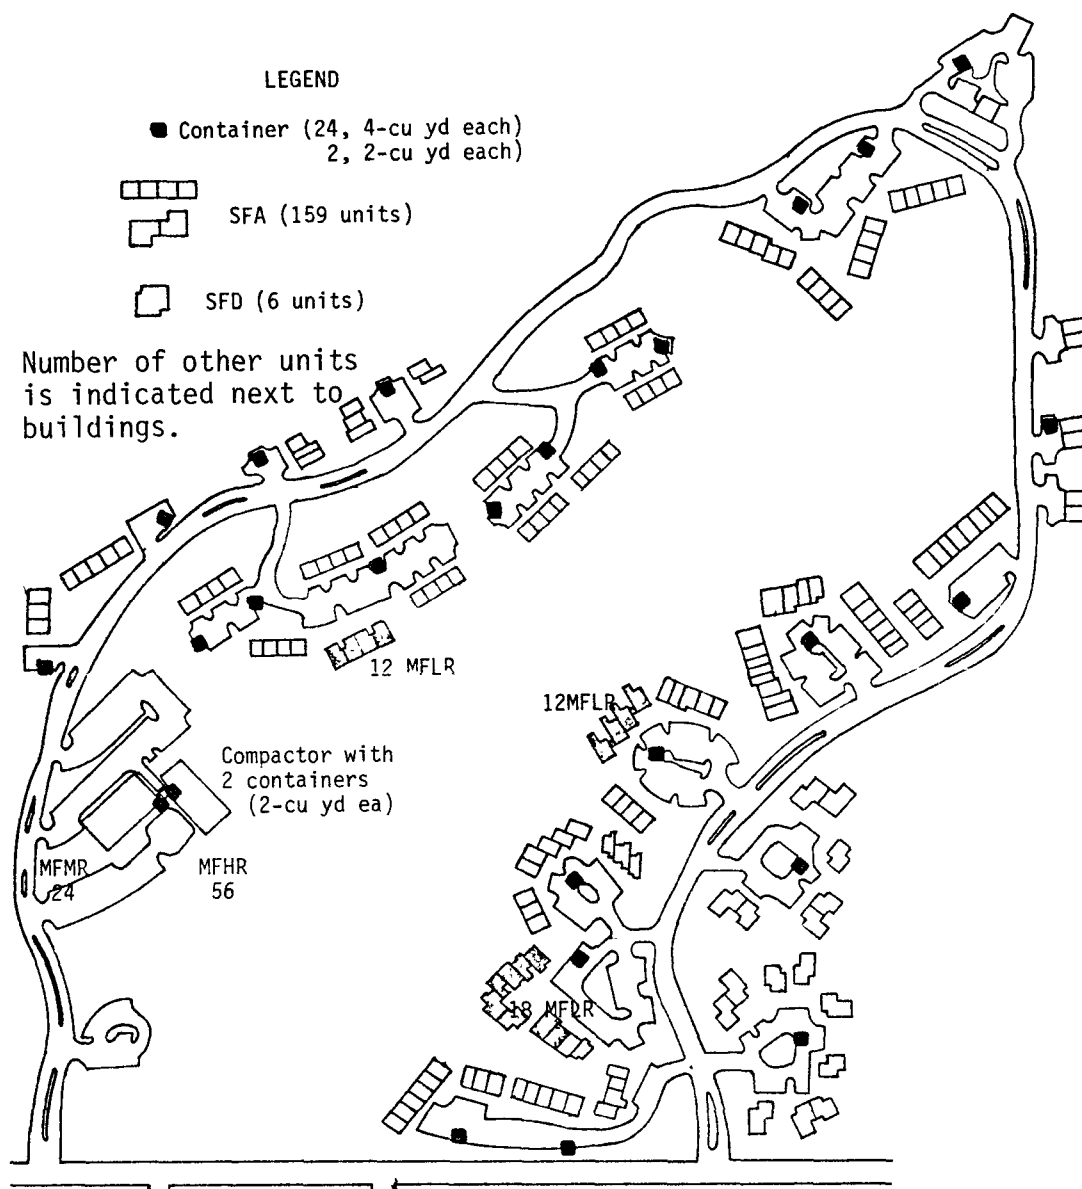 LEGEND
Container (24, 4-cu yd each)
2, 2-cu yd each)
SFA (159 units)
SFD (6 units)
Number of other units
is indicated next to
buildings.
12 MFLR
12MFLR
Compactor with
2 containers
(2-cu yd ea)
MFMR
24
MFHR
56
18 MFLR